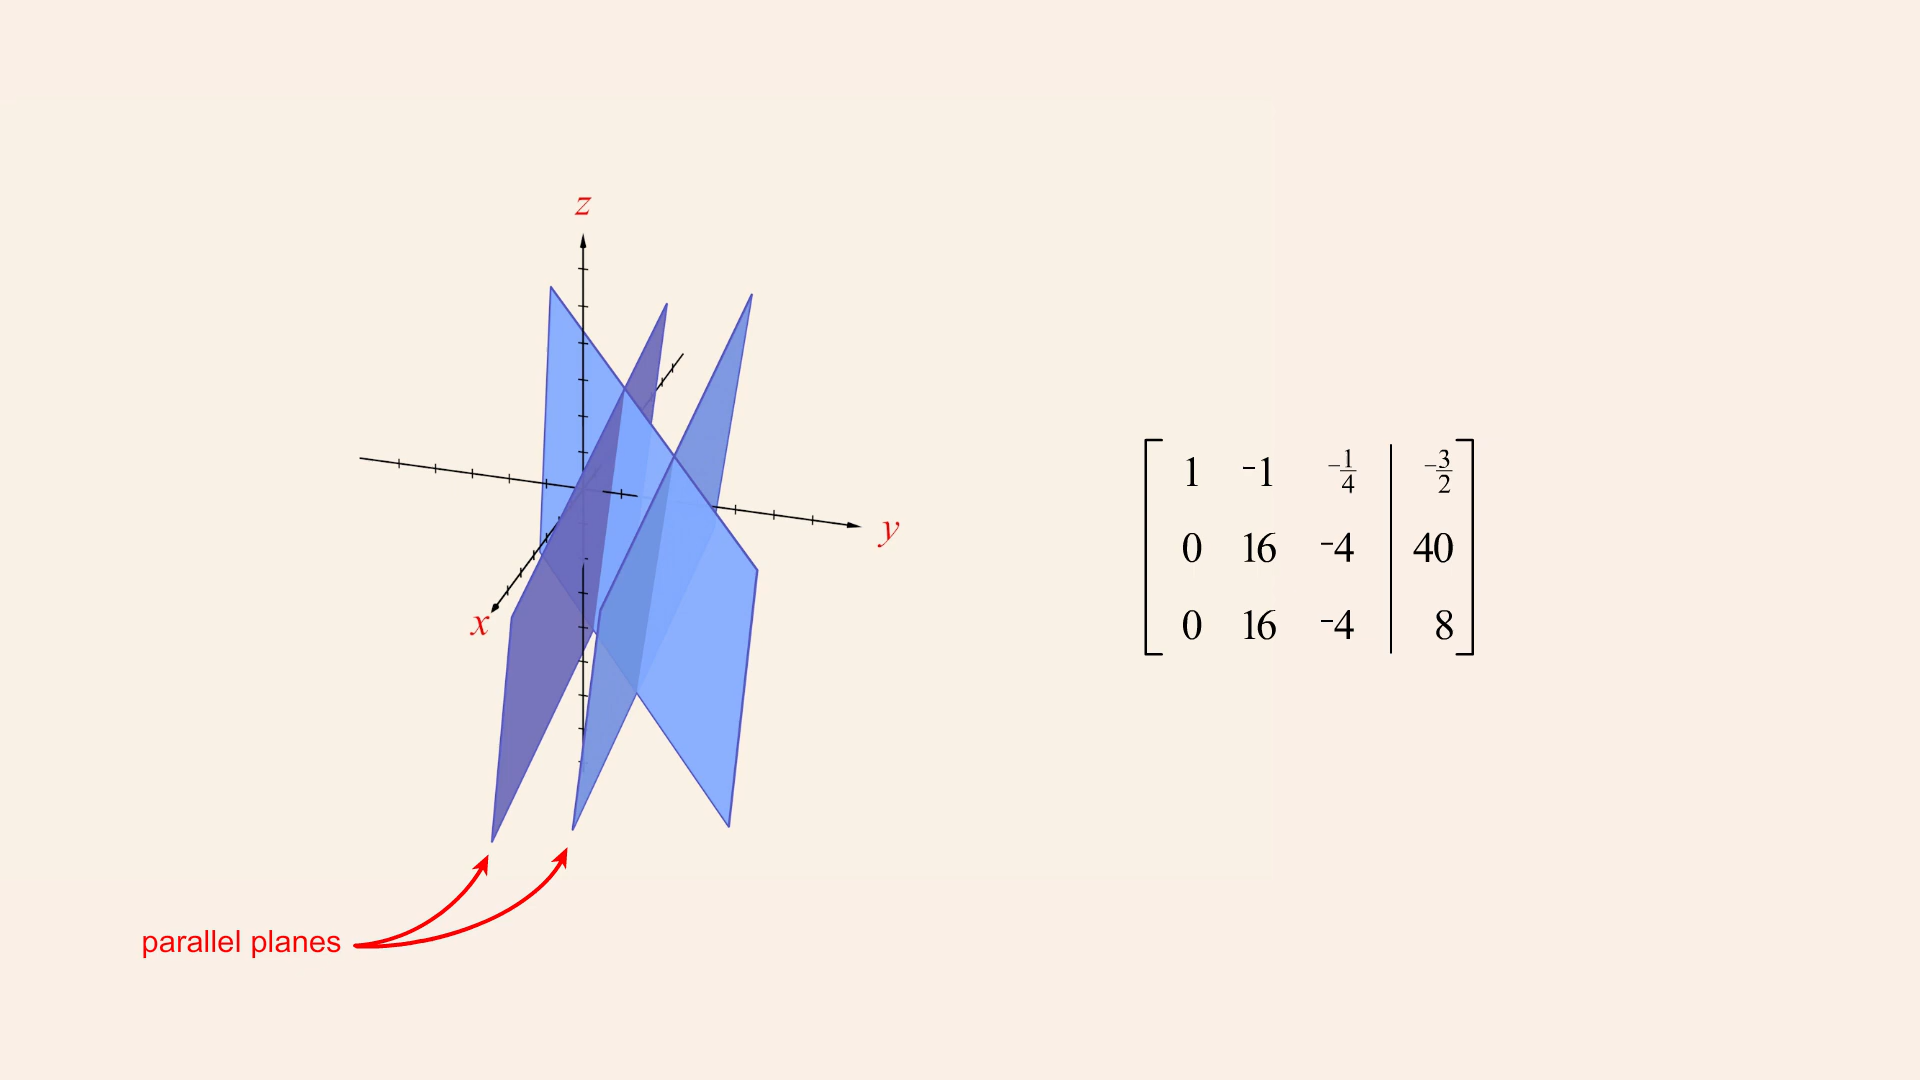 z
y
x
parallel planes
1 -1 -1/4 | -3/2
0 16 -4 | 40
0 16 -4 | 8